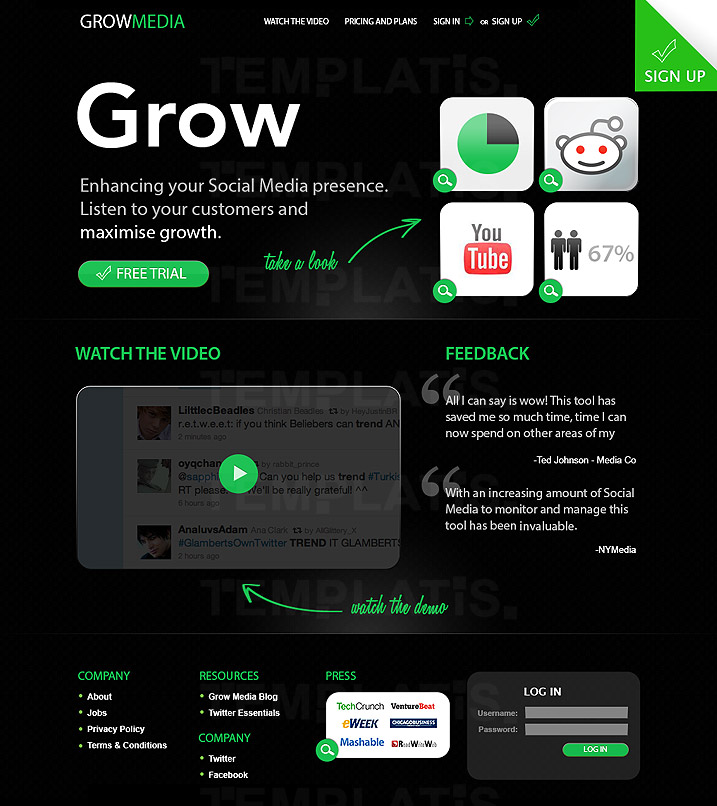 GROWMEDIA
WATCH THE VIDEO
PRICING AND PLANS
SIGN IN
OR
SIGN UP
SIGN UP
TEMPLATIS.
Grow
Enhancing your Social Media presence.
Listen to your customers and
maximise growth.
take a look
FREE TRIAL
You
Tube
67%
TEMPLATIS.
WATCH THE VIDEO
FEEDBACK
TEMPLATIS.
LilttlecBeadles Christian Beadles by HeyJustinBR
r.e.t.w.e.e.t: if you think Beliebers can trend AN
2 minutes ago
by rabbit_prince
Can you help us trend #Turkis
RT please. We'll be really grateful! ^^
8 hours ago
AnaluvsAdam Ana Clark by AllGlittery_X
#GlambertsOwnTwitter TREND IT GLAMBERTS
2 hours ago
“
All I can say is wow! This tool has
saved me so much time, time I can
now spend on other areas of my
-Ted Johnson - Media Co
“
With an increasing amount of Social
Media to monitor and manage this
tool has been invaluable.
-NYMedia
TEMPLATIS.
watch the demo
COMPANY
About
Jobs
Privacy Policy
Terms & Conditions
RESOURCES
Grow Media Blog
Twitter Essentials
COMPANY
Twitter
Facebook
PRESS
TechCrunch
VentureBeat
eWEEK
CHICAGOBUSINESS
Mashable
ReadWriteWeb
LOG IN
Username:
Password:
LOG IN
TEMPLATIS.